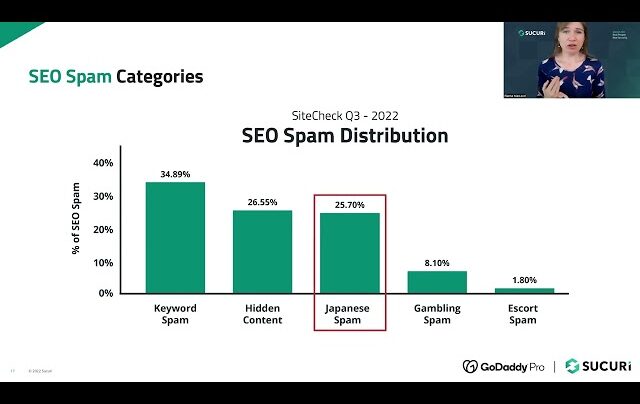 SUCURi
SEO Spam Categories
SiteCheck Q3 - 2022
SEO Spam Distribution
% of SEO Spam
40%
30%
20%
10%
0%
34.89%
26.55%
25.70%
8.10%
1.80%
Keyword
Spam
Hidden
Content
Japanese
Spam
Gambling
Spam
Escort
Spam
© 2022 Sucuri
GoDaddy Pro | SUCURi